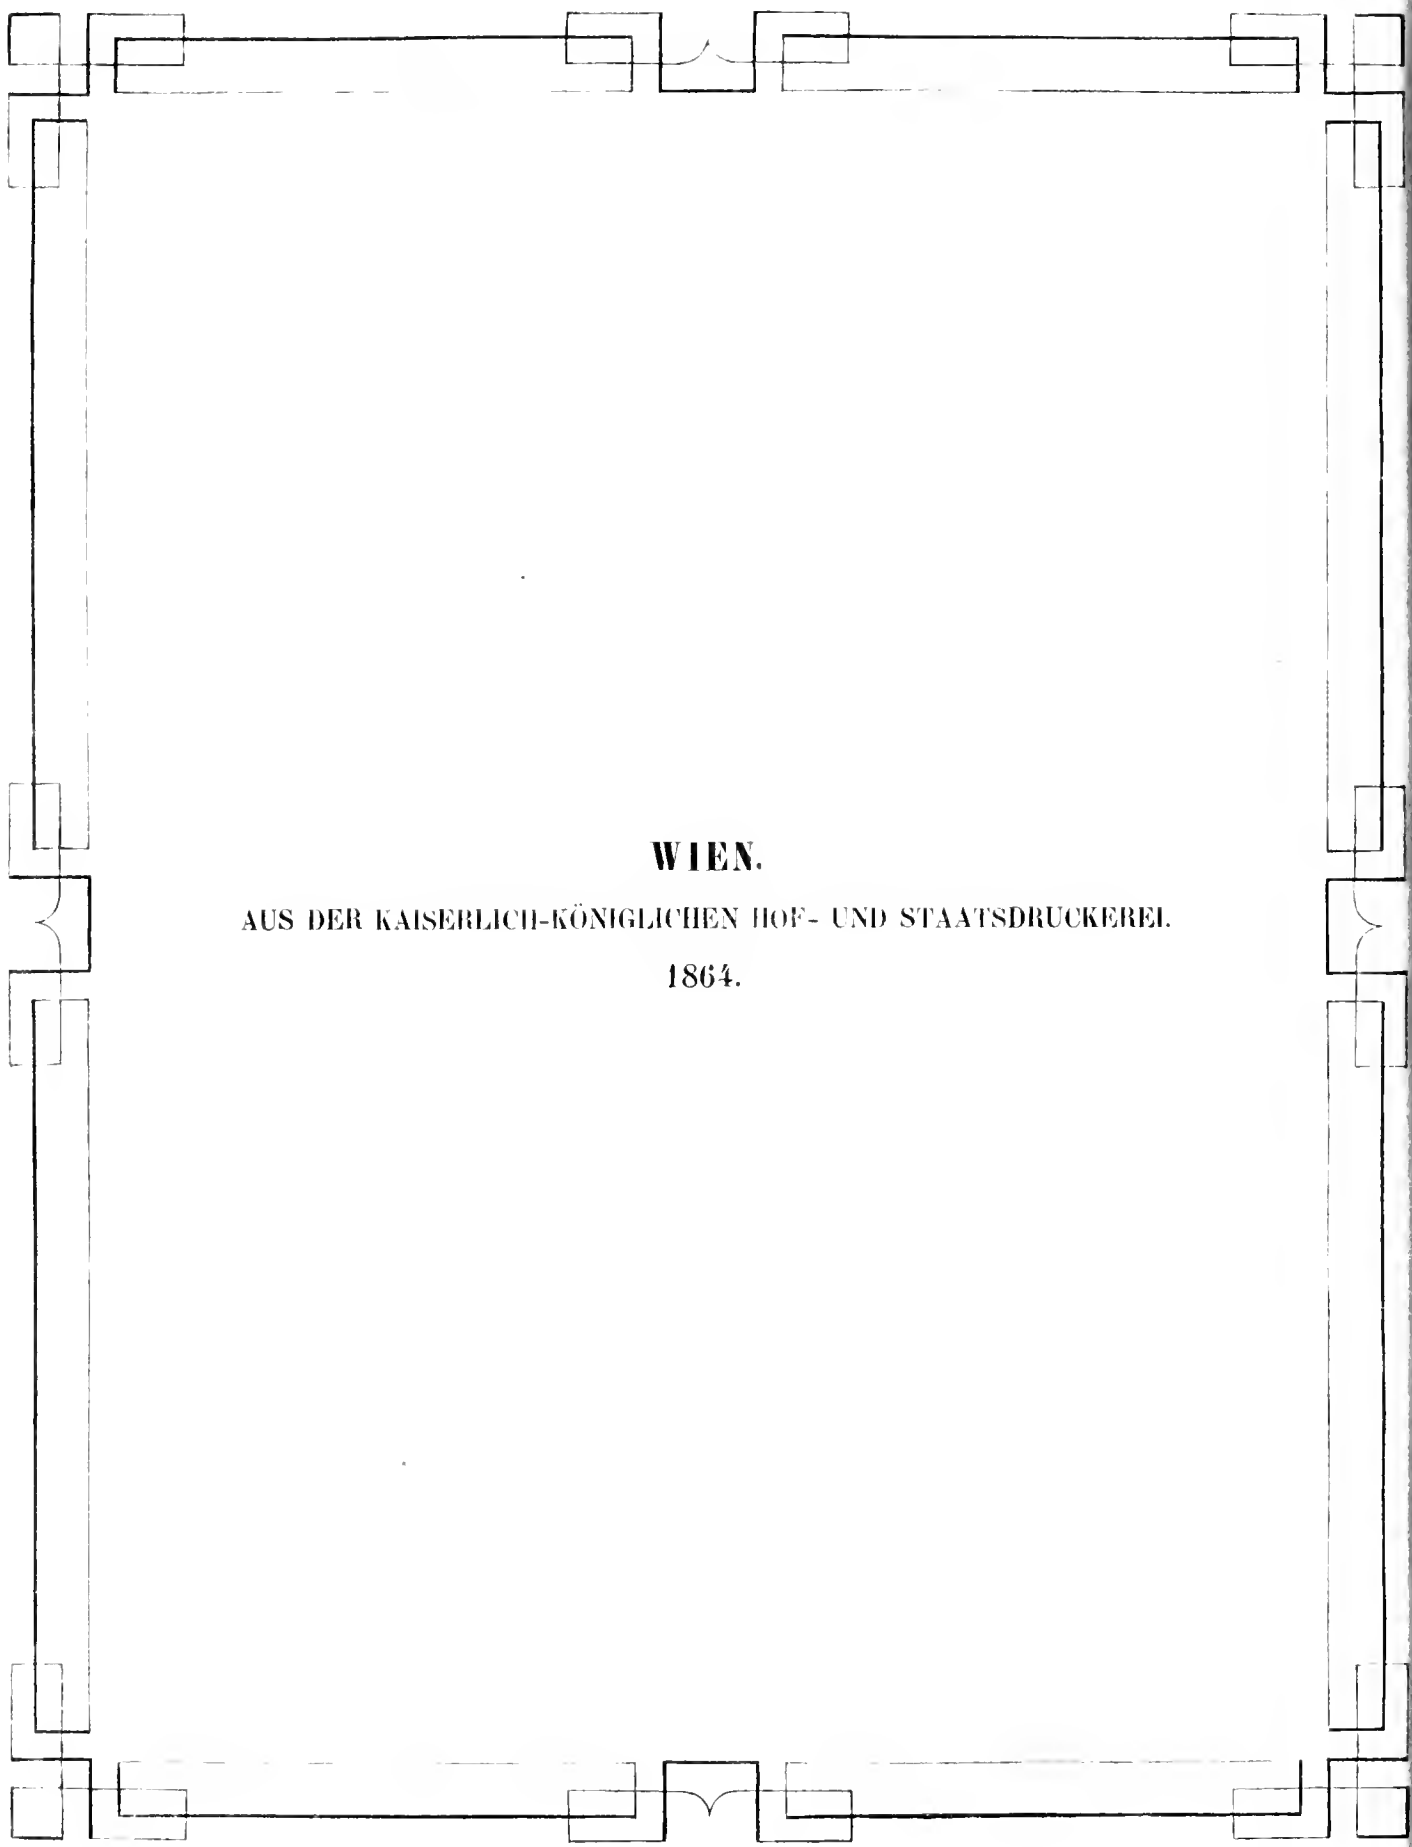 WIEN.
AUS DER KAISERLICH-KÖNIGLICHEN HOF- UND STAATSDRUCKEREI.
1864.